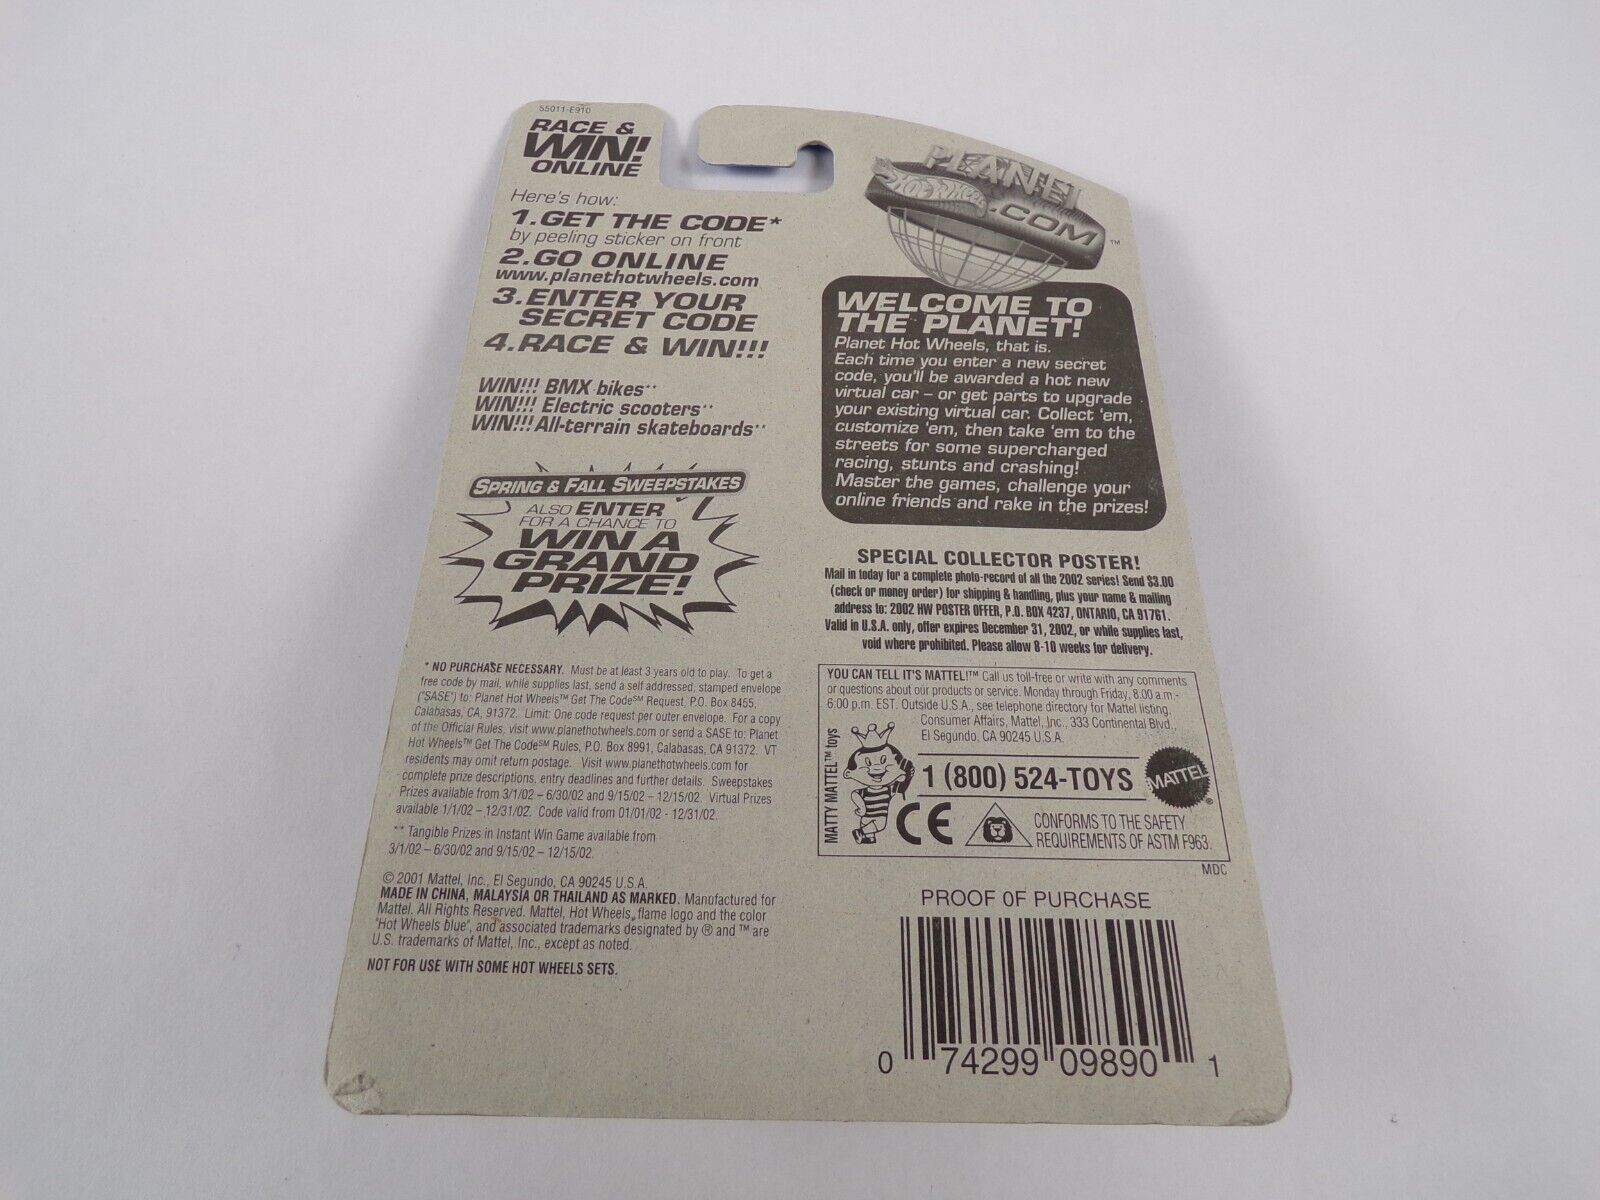 55011-E910
RACE &
WIN!
ONLINE
Here's how:
1.GET THE CODE*
by peeling sticker on front
2.GO ONLINE
www.planethotwheels.com
3.ENTER YOUR
SECRET CODE
4.RACE & WIN!!!
WIN!!! BMX bikes**
WIN!!! Electric scooters**
WIN!!! All-terrain skateboards**
SPRING & FALL SWEEPSTAKES
ALSO ENTER
FOR A CHANCE TO
WIN A
GRAND
PRIZE!
* NO PURCHASE NECESSARY. Must be at least 3 years old to play. To get a
free code by mail, while supplies last, send a self addressed, stamped envelope
("SASE") to: Planet Hot Wheels™ Get The Code℠ Request, P.O. Box 8455,
Calabasas, CA, 91372. Limit: One code request per outer envelope. For a copy
of the Official Rules, visit www.planethotwheels.com or send a SASE to: Planet
Hot Wheels™ Get The Code℠ Rules, P.O. Box 8991, Calabasas, CA 91372. VT
residents may omit return postage. Visit www.planethotwheels.com for
complete prize descriptions, entry deadlines and further details. Sweepstakes
Prizes available from 3/1/02 – 6/30/02 and 9/15/02 – 12/15/02. Virtual Prizes
available 1/1/02 – 12/31/02. Code valid from 01/01/02 - 12/31/02.
** Tangible Prizes in Instant Win Game available from
3/1/02 – 6/30/02 and 9/15/02 – 12/15/02.
© 2001 Mattel, Inc., El Segundo, CA 90245 U.S.A.
MADE IN CHINA, MALAYSIA OR THAILAND AS MARKED. Manufactured for
Mattel. All Rights Reserved. Mattel, Hot Wheels, flame logo and the color
"Hot Wheels blue", and associated trademarks designated by ® and ™ are
U.S. trademarks of Mattel, Inc., except as noted.
NOT FOR USE WITH SOME HOT WHEELS SETS.
PLANET
HOT WHEELS
.COM™
WELCOME TO
THE PLANET!
Planet Hot Wheels, that is.
Each time you enter a new secret
code, you'll be awarded a hot new
virtual car – or get parts to upgrade
your existing virtual car. Collect 'em,
customize 'em, then take 'em to the
streets for some supercharged
racing, stunts and crashing!
Master the games, challenge your
online friends and rake in the prizes!
SPECIAL COLLECTOR POSTER!
Mail in today for a complete photo-record of all the 2002 series! Send $3.00
(check or money order) for shipping & handling, plus your name & mailing
address to: 2002 HW POSTER OFFER, P.O. BOX 4237, ONTARIO, CA 91761.
Valid in U.S.A. only, offer expires December 31, 2002, or while supplies last,
void where prohibited. Please allow 8-10 weeks for delivery.
YOU CAN TELL IT'S MATTEL!™ Call us toll-free or write with any comments
or questions about our products or service. Monday through Friday, 8:00 a.m.-
6:00 p.m. EST. Outside U.S.A., see telephone directory for Mattel listing.
Consumer Affairs, Mattel, Inc., 333 Continental Blvd.,
El Segundo, CA 90245 U.S.A.
MATTY MATTEL™ toys
1 (800) 524-TOYS
MATTEL®
CE
CONFORMS TO THE SAFETY
REQUIREMENTS OF ASTM F963.
MDC
PROOF OF PURCHASE
0 74299 09890 1